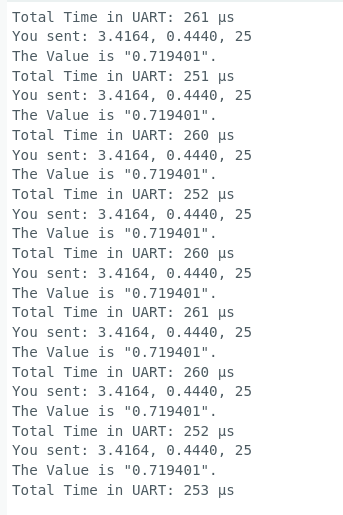 Total Time in UART: 261 µs
You sent: 3.4164, 0.4440, 25
The Value is "0.719401".
Total Time in UART: 251 µs
You sent: 3.4164, 0.4440, 25
The Value is "0.719401".
Total Time in UART: 260 µs
You sent: 3.4164, 0.4440, 25
The Value is "0.719401".
Total Time in UART: 252 µs
You sent: 3.4164, 0.4440, 25
The Value is "0.719401".
Total Time in UART: 260 µs
You sent: 3.4164, 0.4440, 25
The Value is "0.719401".
Total Time in UART: 261 µs
You sent: 3.4164, 0.4440, 25
The Value is "0.719401".
Total Time in UART: 260 µs
You sent: 3.4164, 0.4440, 25
The Value is "0.719401".
Total Time in UART: 252 µs
You sent: 3.4164, 0.4440, 25
The Value is "0.719401".
Total Time in UART: 253 µs